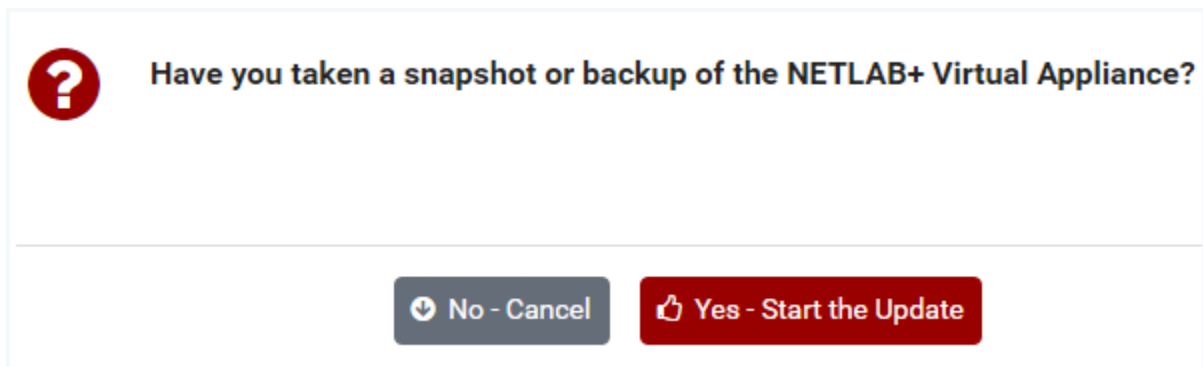 Have you taken a snapshot or backup of the NETLAB+ Virtual Appliance?
No - Cancel
Yes - Start the Update